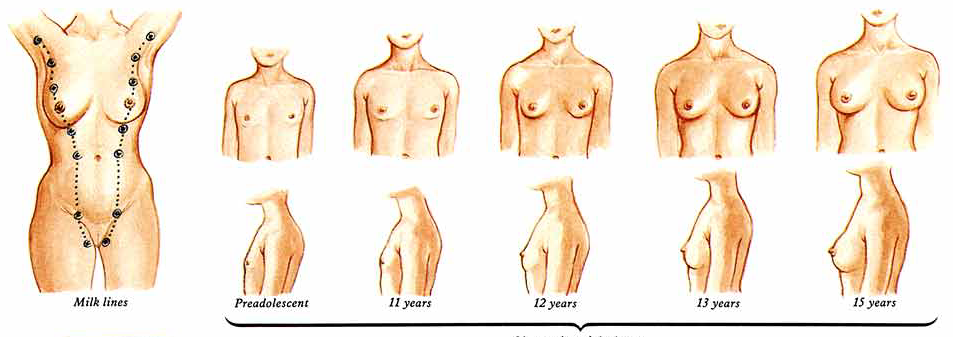 Milk lines
Preadolescent
11 years
12 years
13 years
15 years